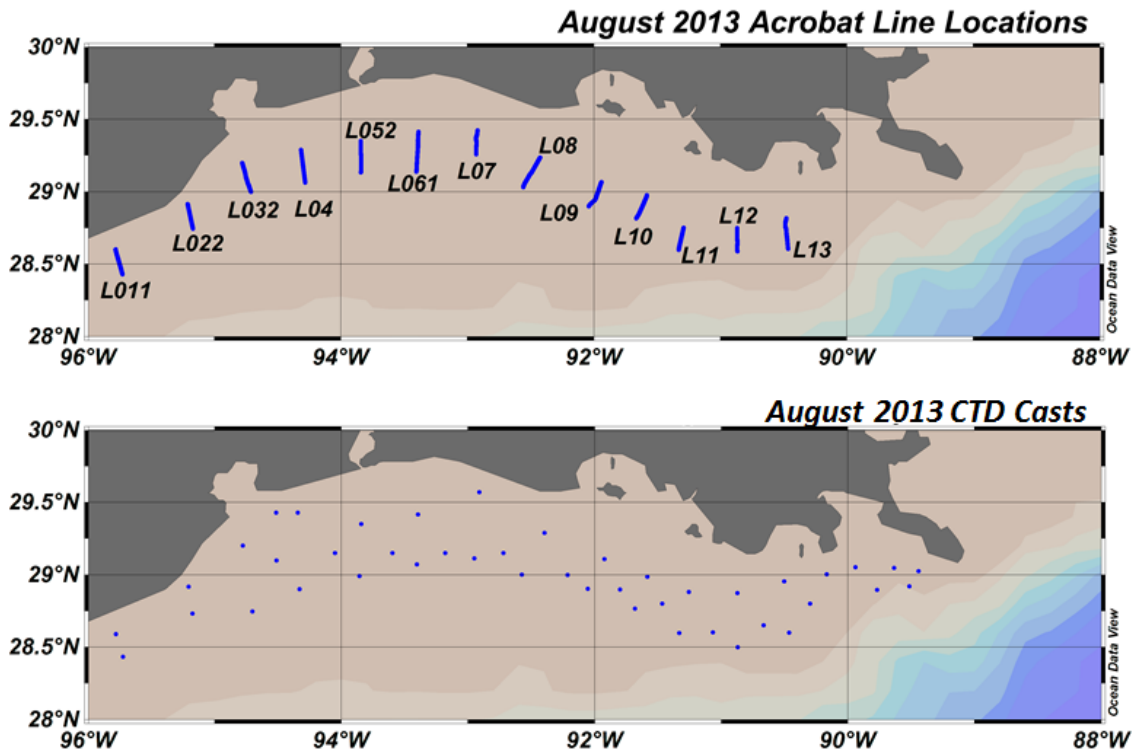 August 2013 Acrobat Line Locations
30°N
29.5°N
29°N
28.5°N
28°N
L052
L08
L061
L07
L032
L04
L09
L12
L022
L10
L11
L13
L011
Ocean Data View
96°W
94°W
92°W
90°W
88°W
August 2013 CTD Casts
30°N
29.5°N
29°N
28.5°N
28°N
Ocean Data View
96°W
94°W
92°W
90°W
88°W